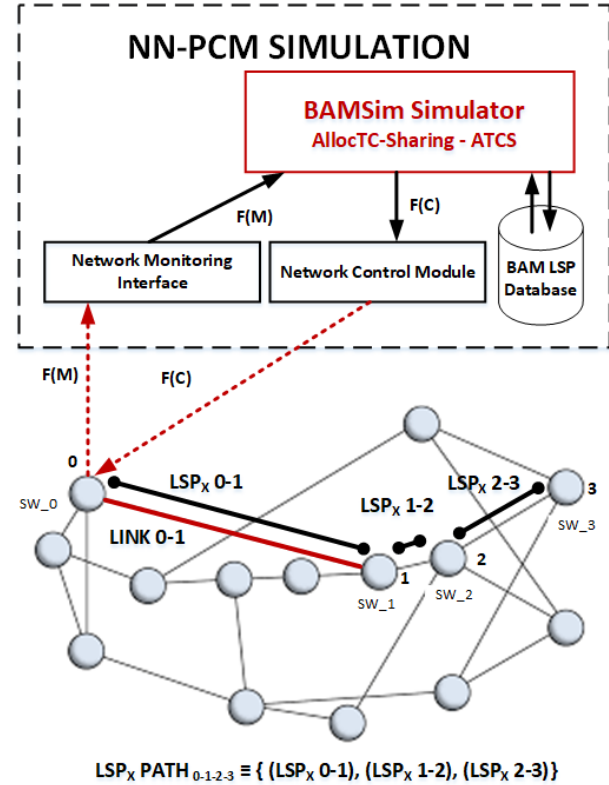 NN-PCM SIMULATION
BAMSim Simulator
AllocTC-Sharing - ATCS
F(M)
F(C)
Network Monitoring
Interface
Network Control Module
BAM LSP
Database
F(M)
F(C)
0
SW_0
LSPX 0-1
LINK 0-1
LSPX 1-2
LSPX 2-3
3
SW_3
1
SW_1
2
SW_2
LSPX PATH 0-1-2-3 ≡ { (LSPX 0-1), (LSPX 1-2), (LSPX 2-3)}